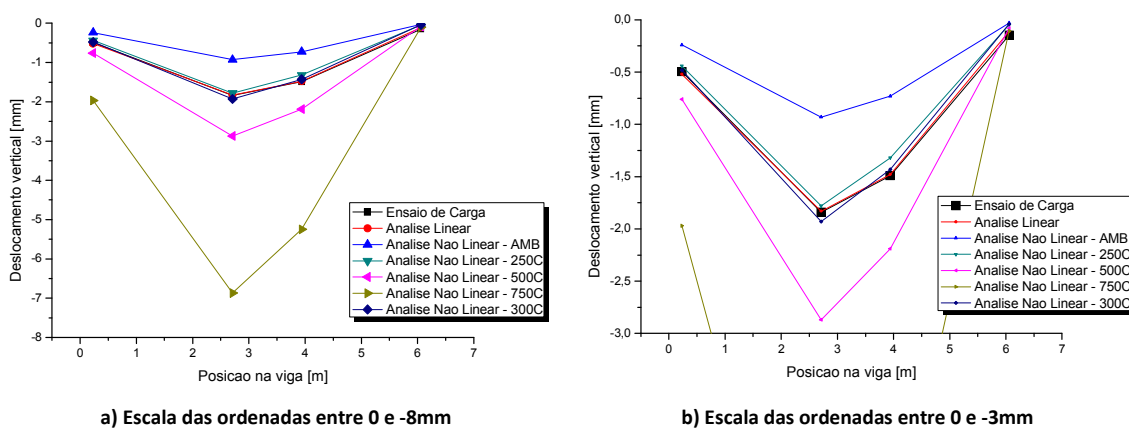 0
-1
-2
-3
-4
-5
-6
-7
-8
Deslocamento vertical [mm]
Ensaio de Carga
Analise Linear
Analise Nao Linear - AMB
Analise Nao Linear - 250C
Analise Nao Linear - 500C
Analise Nao Linear - 750C
Analise Nao Linear - 300C
0 1 2 3 4 5 6 7
Posicao na viga [m]
a) Escala das ordenadas entre 0 e -8mm
0,0
-0,5
-1,0
-1,5
-2,0
-2,5
-3,0
Deslocamento vertical [mm]
Ensaio de Carga
Analise Linear
Analise Nao Linear - AMB
Analise Nao Linear - 250C
Analise Nao Linear - 500C
Analise Nao Linear - 750C
Analise Nao Linear - 300C
0 1 2 3 4 5 6 7
Posicao na viga [m]
b) Escala das ordenadas entre 0 e -3mm